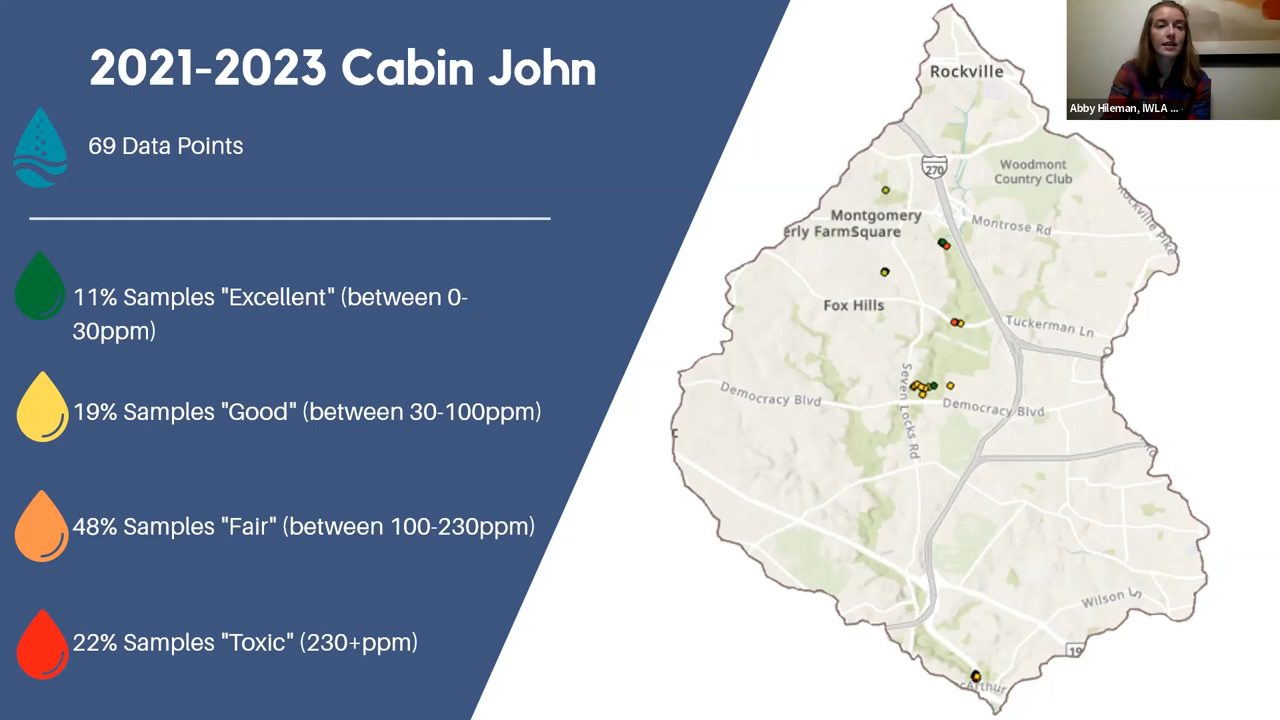 2021-2023 Cabin John
69 Data Points
11% Samples "Excellent" (between 0-
30ppm)
19% Samples "Good" (between 30-100ppm)
48% Samples "Fair" (between 100-230ppm)
22% Samples "Toxic" (230+ppm)
Abby Hileman, IWLA ...
Rockville
270
Woodmont
Country Club
Rockville Pike
Montgomery
Square
erly Farms
Montrose Rd
Fox Hills
Tuckerman Ln
Seven Locks Rd
Democracy Blvd
Democracy Blvd
Wilson Ln
19
cArthur